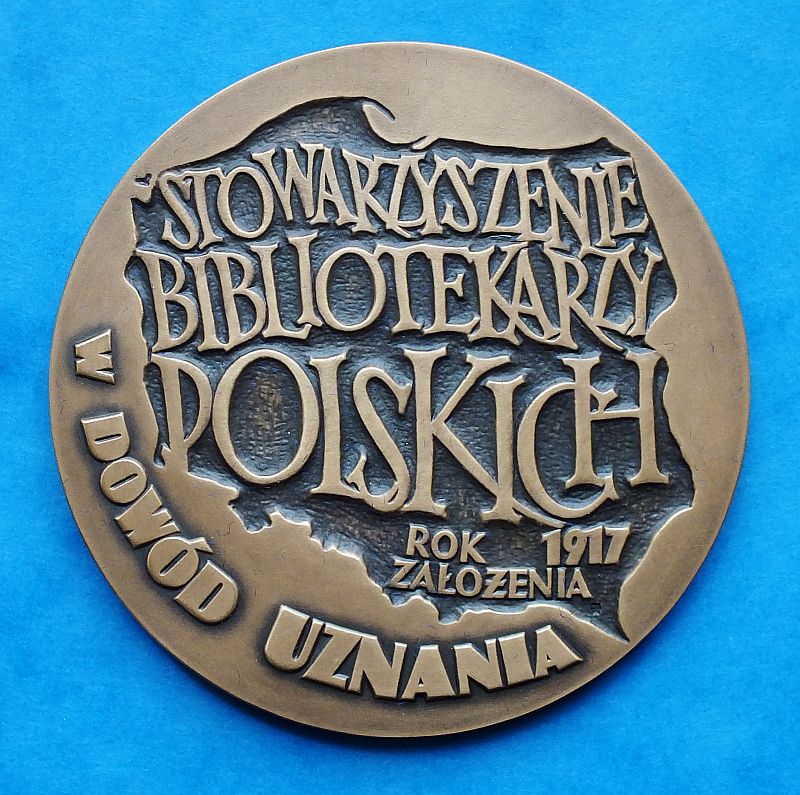 STOWARZYSZENIE
BIBLIOTEKARZY
POLSKICH
ROK 1917
ZAŁOŻENIA
W DOWÓD UZNANIA